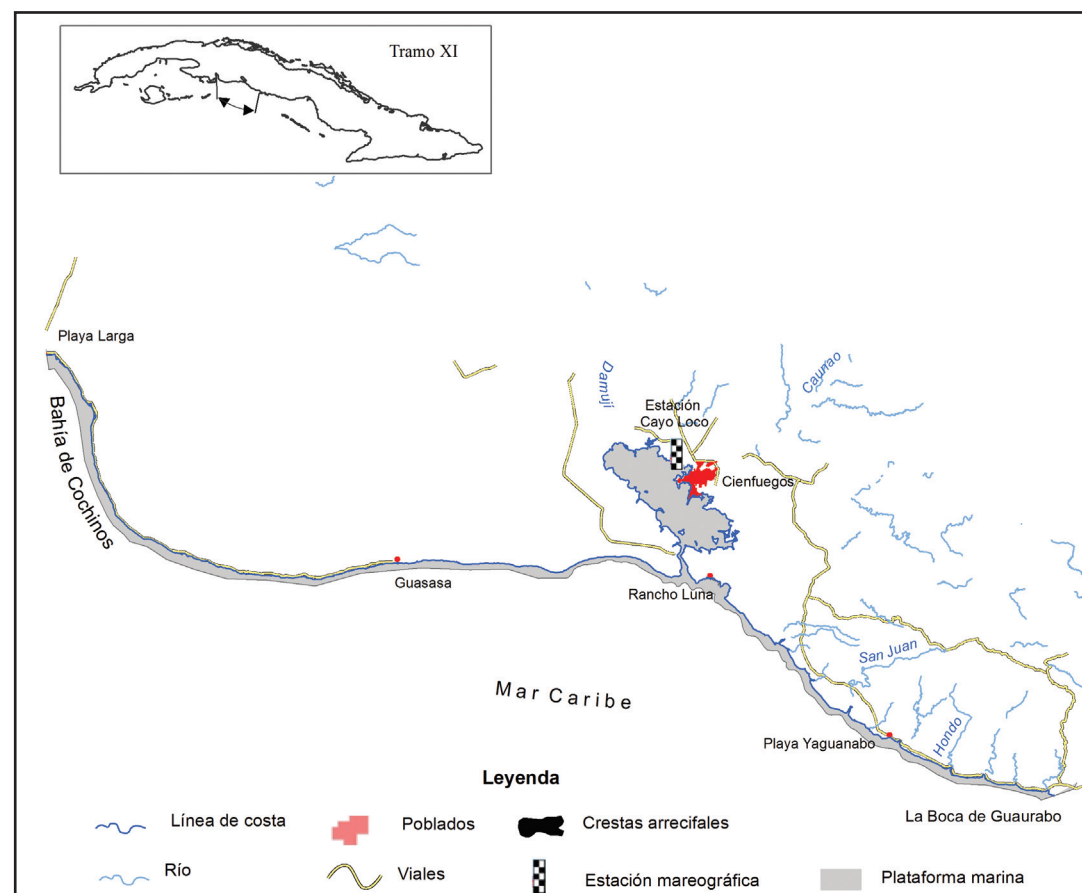 Tramo XI
Playa Larga
Bahía de Cochinos
Damují
Caunao
Estación
Cayo Loco
Cienfuegos
Guasasa
Rancho Luna
San Juan
Mar Caribe
Playa Yaguanabo
Hondo
La Boca de Guaurabo
Leyenda
Línea de costa
Poblados
Crestas arrecifales
Río
Viales
Estación mareográfica
Plataforma marina